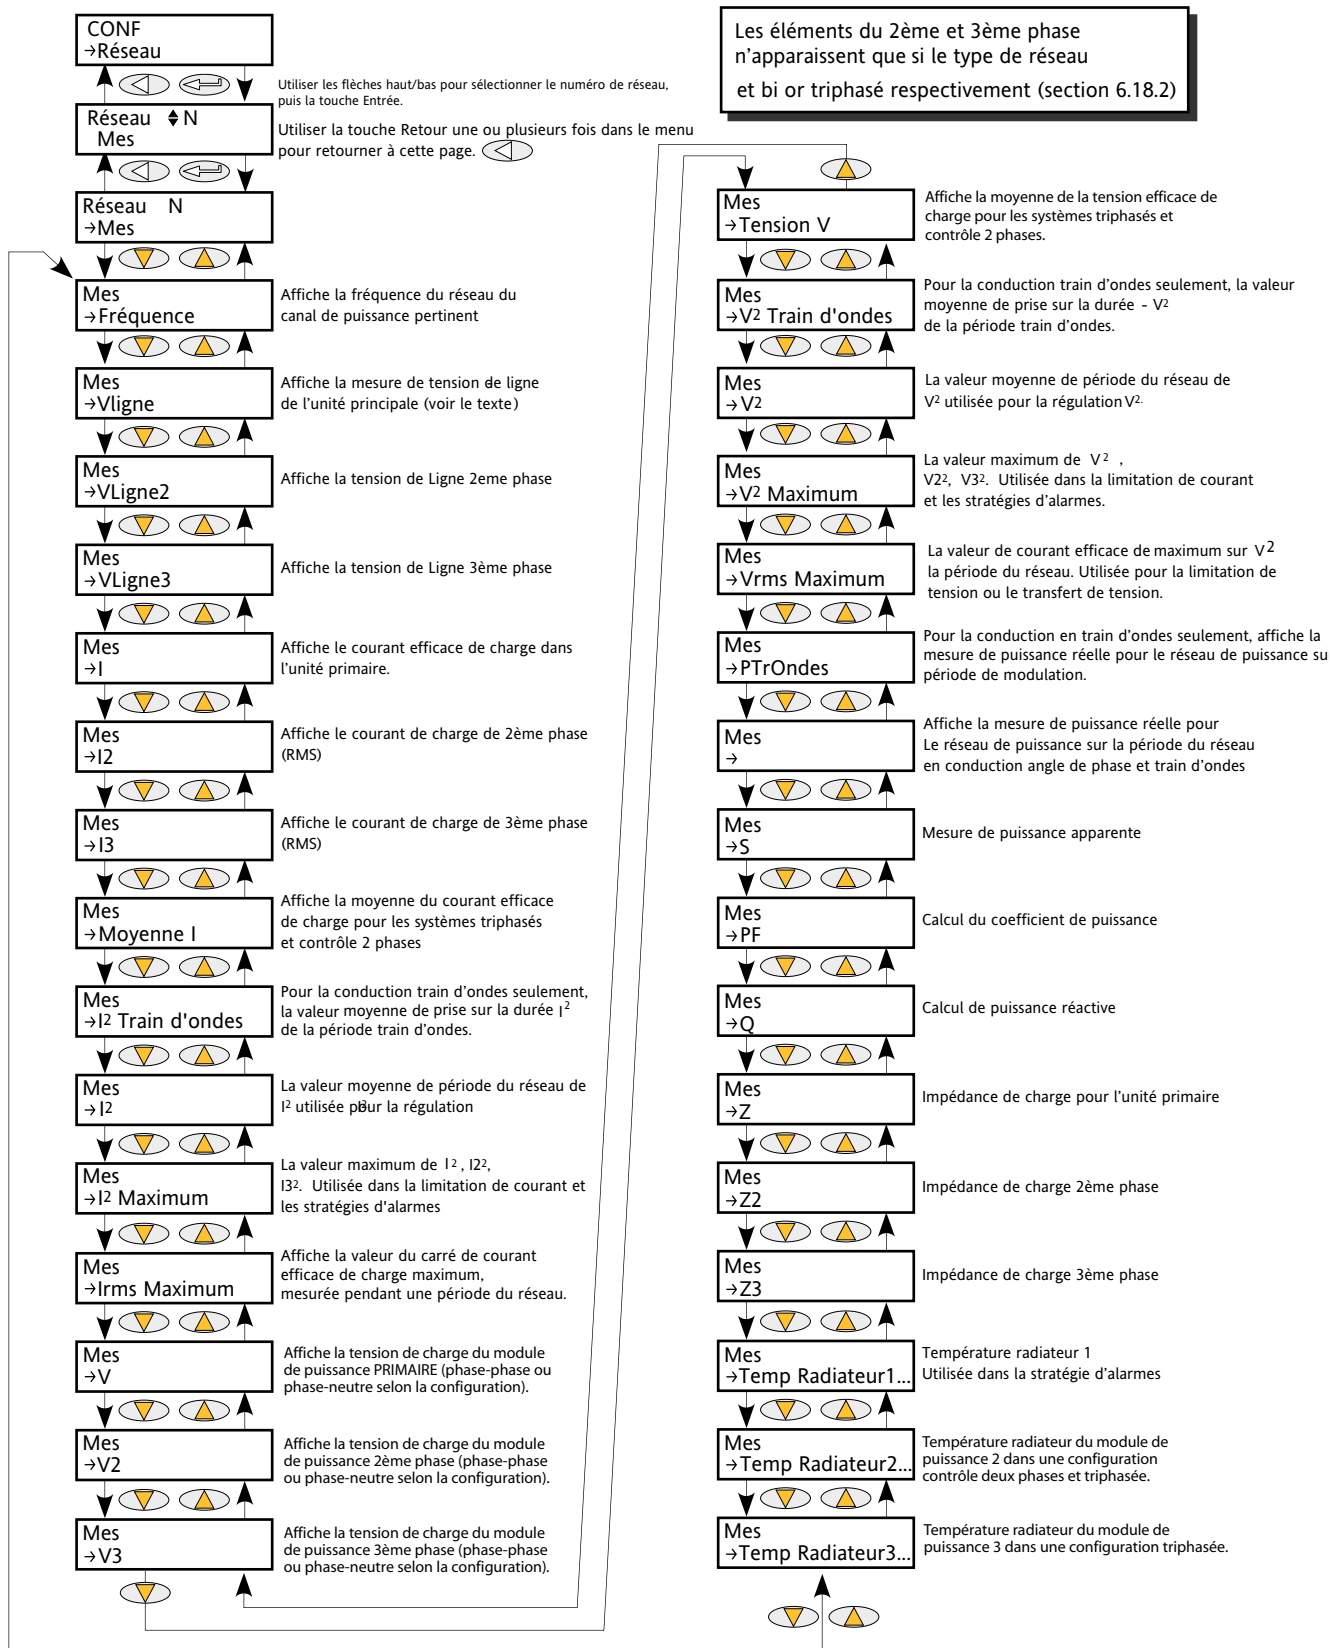 CONF
→Réseau
Utiliser les flèches haut/bas pour sélectionner le numéro de réseau,
puis la touche Entrée.
Réseau ♦N
Mes
Utiliser la touche Retour une ou plusieurs fois dans le menu
pour retourner à cette page.
Réseau N
→Mes
Mes
→Fréquence
Affiche la fréquence du réseau du
canal de puissance pertinent
Mes
→Vligne
Affiche la mesure de tension de ligne
de l'unité principale (voir le texte)
Mes
→VLigne2
Affiche la tension de Ligne 2eme phase
Mes
→VLigne3
Affiche la tension de Ligne 3ème phase
Mes
→I
Affiche le courant efficace de charge dans
l'unité primaire.
Mes
→I2
Affiche le courant de charge de 2ème phase
(RMS)
Mes
→I3
Affiche le courant de charge de 3ème phase
(RMS)
Mes
→Moyenne I
Affiche la moyenne du courant efficace
de charge pour les systèmes triphasés
et contrôle 2 phases
Mes
→I² Train d'ondes
Pour la conduction train d'ondes seulement,
la valeur moyenne de prise sur la durée I²
de la période train d'ondes.
Mes
→I²
La valeur moyenne de période du réseau de
I² utilisée pour la régulation
Mes
→I² Maximum
La valeur maximum de I², I2²,
I3². Utilisée dans la limitation de courant et
les stratégies d'alarmes
Mes
→Irms Maximum
Affiche la valeur du carré de courant
efficace de charge maximum,
mesurée pendant une période du réseau.
Mes
→V
Affiche la tension de charge du module
de puissance PRIMAIRE (phase-phase ou
phase-neutre selon la configuration).
Mes
→V2
Affiche la tension de charge du module
de puissance 2ème phase (phase-phase
ou phase-neutre selon la configuration).
Mes
→V3
Affiche la tension de charge du module
de puissance 3ème phase (phase-phase
ou phase-neutre selon la configuration).
Les éléments du 2ème et 3ème phase
n'apparaissent que si le type de réseau
et bi or triphasé respectivement (section 6.18.2)
Mes
→Tension V
Affiche la moyenne de la tension efficace de
charge pour les systèmes triphasés et
contrôle 2 phases.
Mes
→V² Train d'ondes
Pour la conduction train d'ondes seulement, la valeur
moyenne de prise sur la durée - V²
de la période train d'ondes.
Mes
→V²
La valeur moyenne de période du réseau de
V² utilisée pour la régulation V².
Mes
→V² Maximum
La valeur maximum de V² ,
V2², V3². Utilisée dans la limitation de courant
et les stratégies d'alarmes.
Mes
→Vrms Maximum
La valeur de courant efficace de maximum sur V²
la période du réseau. Utilisée pour la limitation de
tension ou le transfert de tension.
Mes
→PTrOndes
Pour la conduction en train d'ondes seulement, affiche la
mesure de puissance réelle pour le réseau de puissance su
période de modulation.
Mes
→
Affiche la mesure de puissance réelle pour
Le réseau de puissance sur la période du réseau
en conduction angle de phase et train d'ondes
Mes
→S
Mesure de puissance apparente
Mes
→PF
Calcul du coefficient de puissance
Mes
→Q
Calcul de puissance réactive
Mes
→Z
Impédance de charge pour l'unité primaire
Mes
→Z2
Impédance de charge 2ème phase
Mes
→Z3
Impédance de charge 3ème phase
Mes
→Temp Radiateur1...
Température radiateur 1
Utilisée dans la stratégie d'alarmes
Mes
→Temp Radiateur2...
Température radiateur du module de
puissance 2 dans une configuration
contrôle deux phases et triphasée.
Mes
→Temp Radiateur3...
Température radiateur du module de
puissance 3 dans une configuration triphasée.